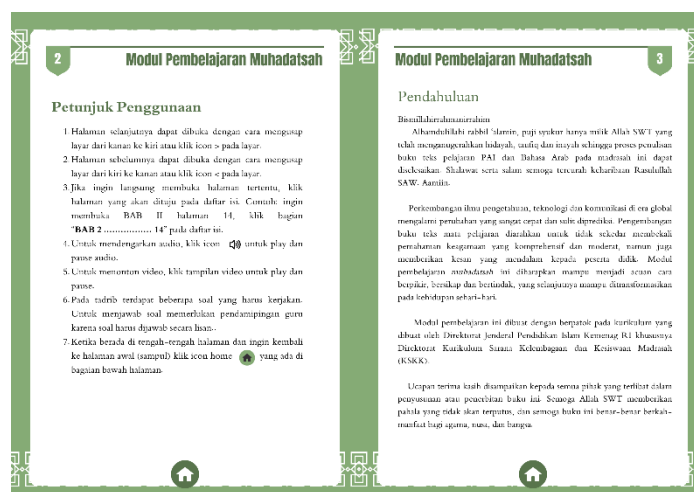 2
Modul Pembelajaran Muhadatsah
Petunjuk Penggunaan
1. Halaman selanjutnya dapat dibuka dengan cara mengusap
layar dari kanan ke kiri atau klik icon > pada layar.
2. Halaman sebelumnya dapat dibuka dengan cara mengusap
layar dari kiri ke kanan atau klik icon < pada layar.
3. Jika ingin langsung membuka halaman tertentu, klik
halaman yang akan dituju pada daftar isi. Contoh: ingin
membuka BAB II halaman 14, klik bagian
"BAB 2 ................ 14" pada daftar isi.
4. Untuk mendengarkan audio, klik icon untuk play dan
pause audio.
5. Untuk menonton video, klik tampilan video untuk play dan
pause.
6. Pada tadrib terdapat beberapa soal yang harus kerjakan.
Untuk menjawab soal memerlukan pendampingan guru
karena soal harus dijawab secara lisan..
7. Ketika berada di tengah-tengah halaman dan ingin kembali
ke halaman awal (sampul) klik icon home yang ada di
bagaian bawah halaman.
Modul Pembelajaran Muhadatsah
3
Pendahuluan
Bismillahirrahmanirrahim
Alhamdulillahi rabbil 'alamin, puji syukur hanya milik Allah SWT yang
telah menganugerahkan hidayah, taufiq dan inayah sehingga proses penulisan
buku teks pelajaran PAI dan Bahasa Arab pada madrasah ini dapat
diselesaikan. Shalawat serta salam semoga tercurah keharibaan Rasulullah
SAW. Aamiin.
Perkembangan ilmu pengetahuan, teknologi dan komunikasi di era global
mengalami perubahan yang sangat cepat dan sulit diprediksi. Pengembangan
buku teks mata pelajaran diarahkan untuk tidak sekedar membekali
pemahaman keagamaan yang komprehensif dan moderat, namun juga
memberikan kesan yang mendalam kepada peserta didik. Modul
pembelajaran muhadatsah ini diharapkan mampu menjadi acuan cara
berpikir, bersikap dan bertindak, yang selanjutnya mampu ditransformasikan
pada kehidupan sehari-hari.
Modul pembelajaran ini dibuat dengan berpatok pada kurikulum yang
dibuat oleh Direktorat Jenderal Pendidikan Islam Kemenag RI khususnya
Direktorat Kurikulum Sarana Kelembagaan dan Kesiswaan Madrasah
(KSKK).
Ucapan terima kasih disampaikan kepada semua pihak yang terlibat dalam
penyusunan atau penerbitan buku ini. Semoga Allah SWT memberikan
pahala yang tidak akan terputus, dan semoga buku ini benar-benar berkah-
manfaat bagi agama, nusa, dan bangsa.